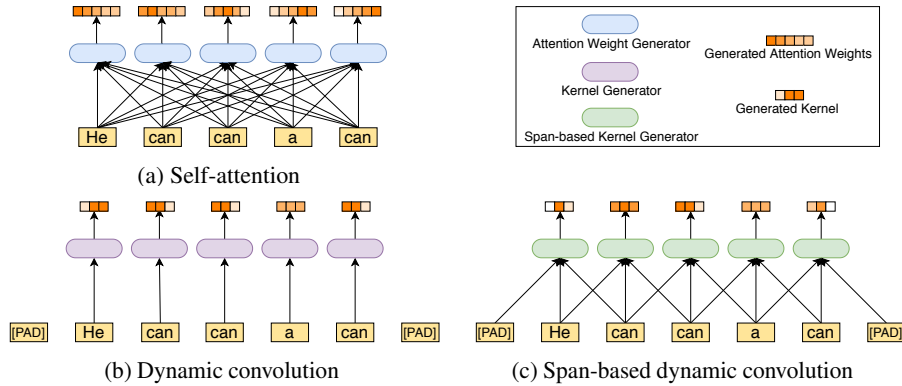 He can can a can
(a) Self-attention
Attention Weight Generator
Kernel Generator
Span-based Kernel Generator
Generated Attention Weights
Generated Kernel
[PAD] He can can a can [PAD]
(b) Dynamic convolution
[PAD] He can can a can [PAD]
(c) Span-based dynamic convolution